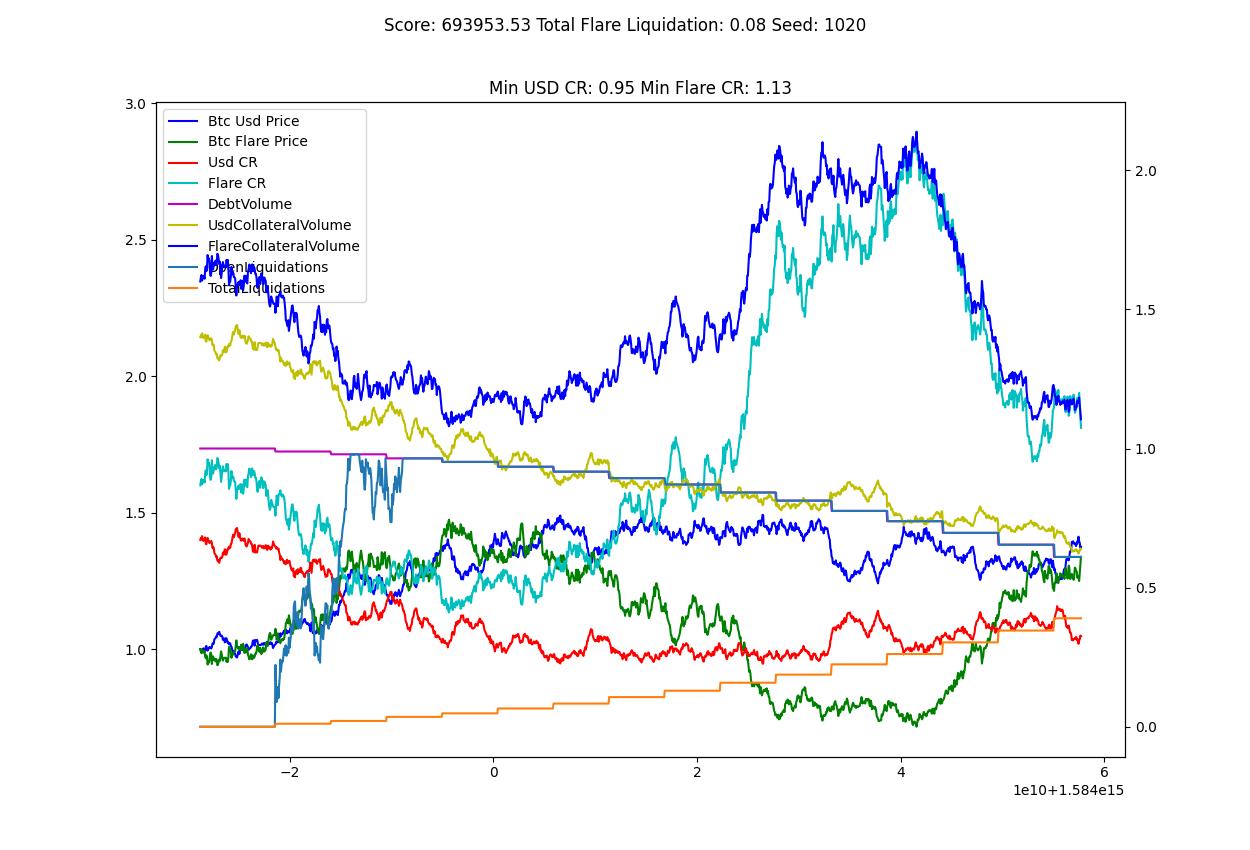 Score: 693953.53 Total Flare Liquidation: 0.08 Seed: 1020
Min USD CR: 0.95 Min Flare CR: 1.13
3.0
2.5
2.0
1.5
1.0
Btc Usd Price
Btc Flare Price
Usd CR
Flare CR
DebtVolume
UsdCollateralVolume
FlareCollateralVolume
OpenLiquidations
TotalLiquidations
2.0
1.5
1.0
0.5
0.0
−2 0 2 4 6
1e10+1.584e15